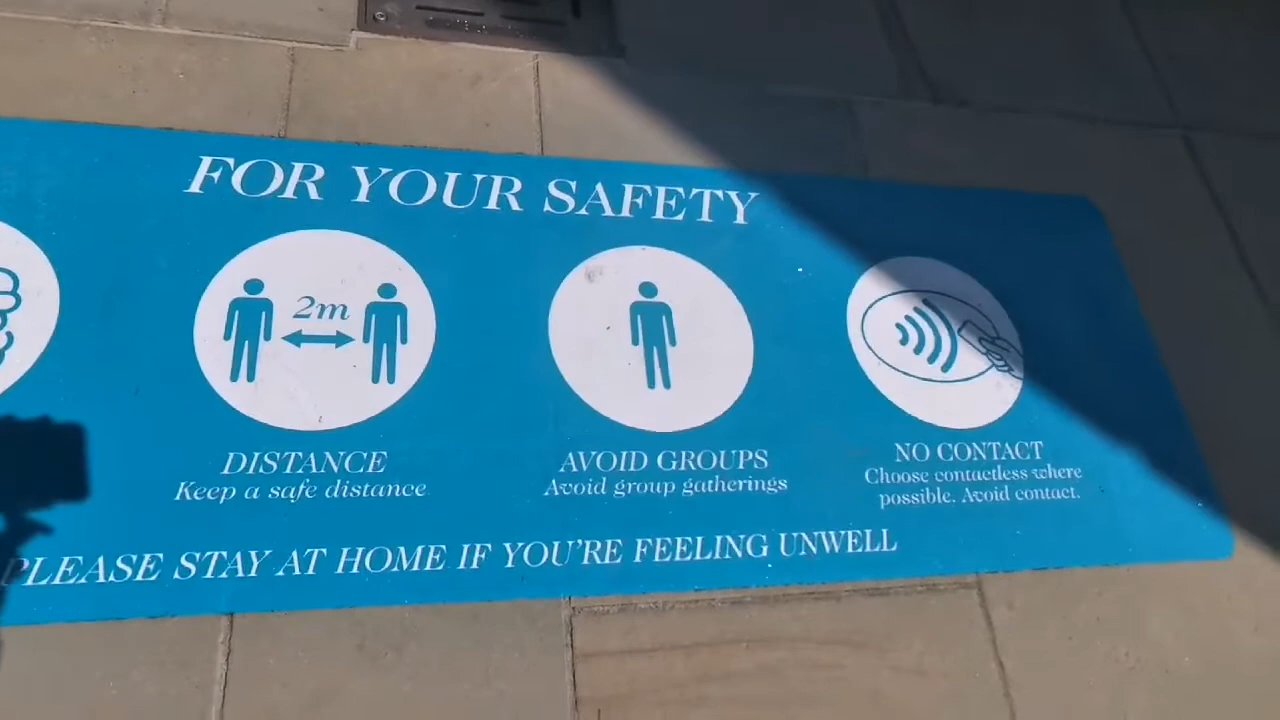 FOR YOUR SAFETY
2m
DISTANCE
Keep a safe distance
AVOID GROUPS
Avoid group gatherings
NO CONTACT
Choose contactless where
possible. Avoid contact.
PLEASE STAY AT HOME IF YOU'RE FEELING UNWELL